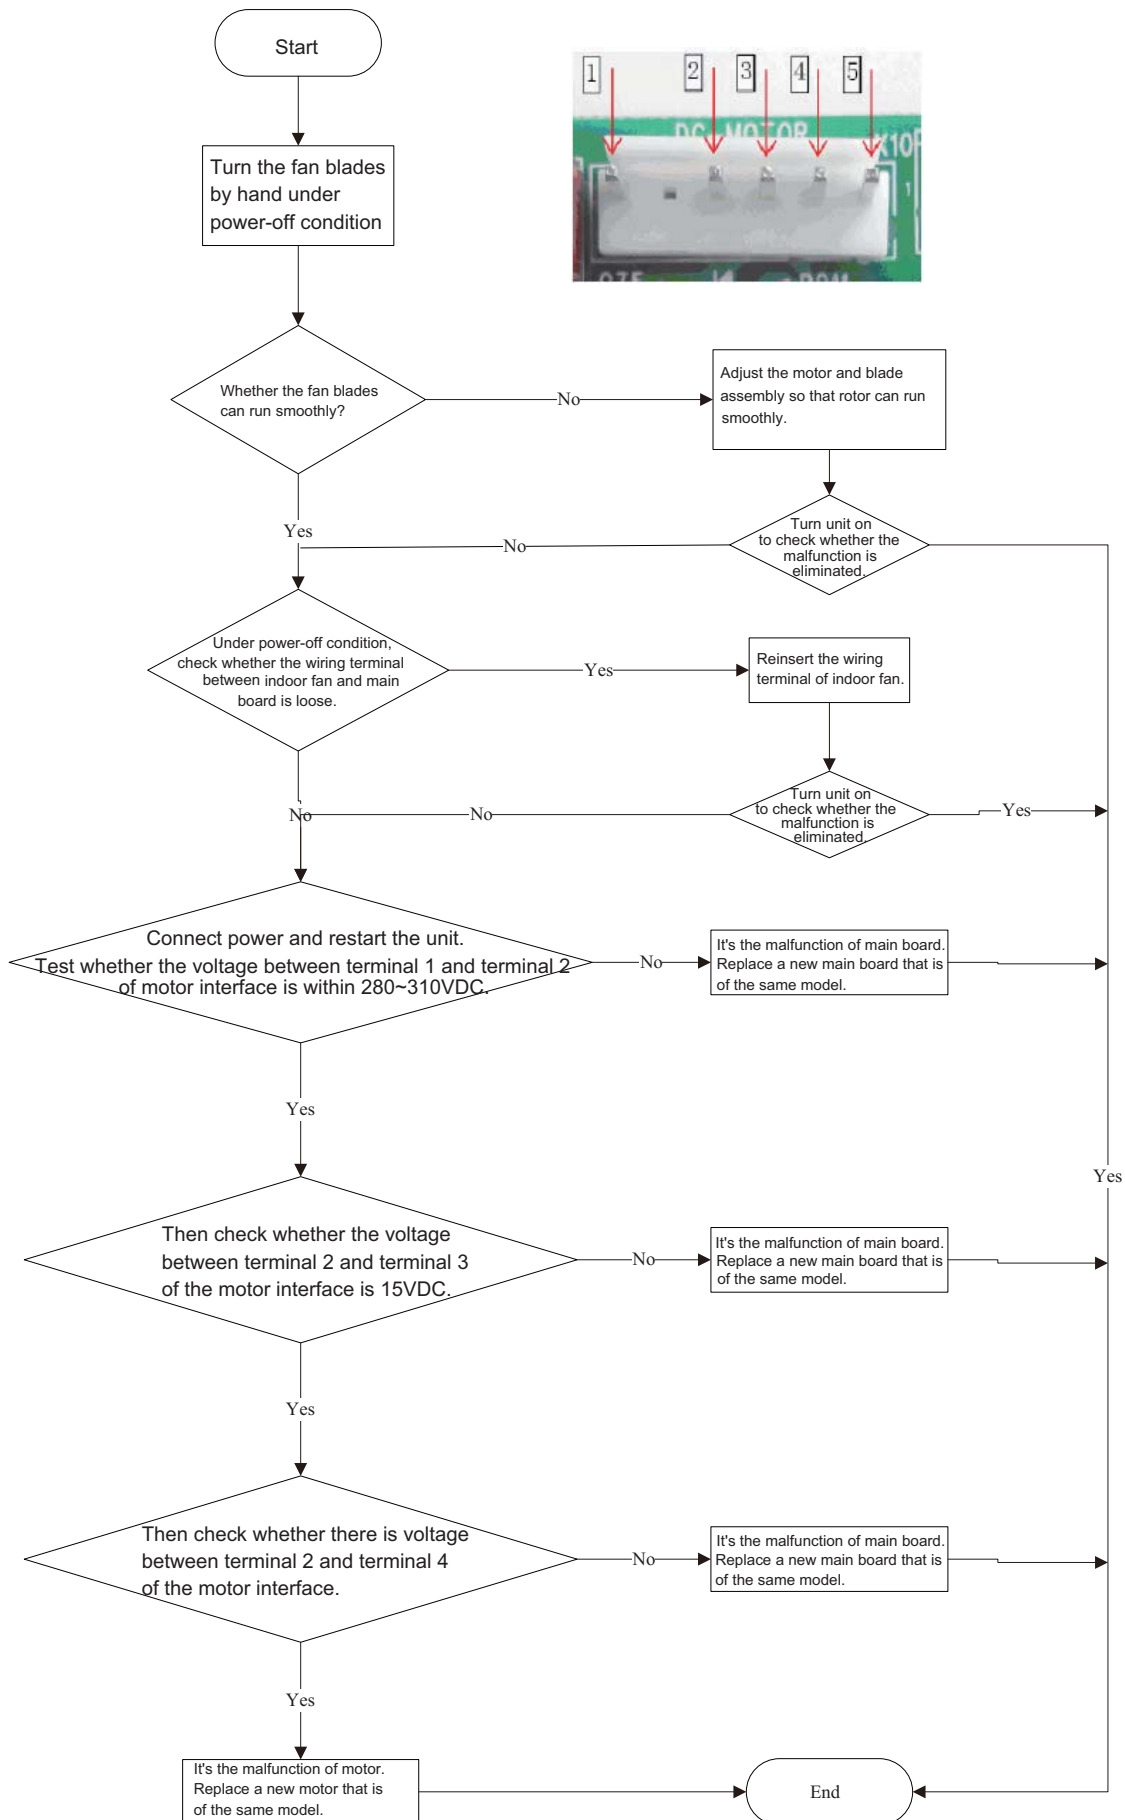 Start
1
2
3
4
5
DC MOTOR
Turn the fan blades
by hand under
power-off condition
Whether the fan blades
can run smoothly?
No
Adjust the motor and blade
assembly so that rotor can run
smoothly.
Yes
Turn unit on
to check whether the
malfunction is
eliminated.
No
Under power-off condition,
check whether the wiring terminal
between indoor fan and main
board is loose.
Yes
Reinsert the wiring
terminal of indoor fan.
No
Turn unit on
to check whether the
malfunction is
eliminated.
No
Yes
Connect power and restart the unit.
Test whether the voltage between terminal 1 and terminal 2
of motor interface is within 280~310VDC.
No
It's the malfunction of main board.
Replace a new main board that is
of the same model.
Yes
Yes
Then check whether the voltage
between terminal 2 and terminal 3
of the motor interface is 15VDC.
No
It's the malfunction of main board.
Replace a new main board that is
of the same model.
Yes
Then check whether there is voltage
between terminal 2 and terminal 4
of the motor interface.
No
It's the malfunction of main board.
Replace a new main board that is
of the same model.
Yes
It's the malfunction of motor.
Replace a new motor that is
of the same model.
End